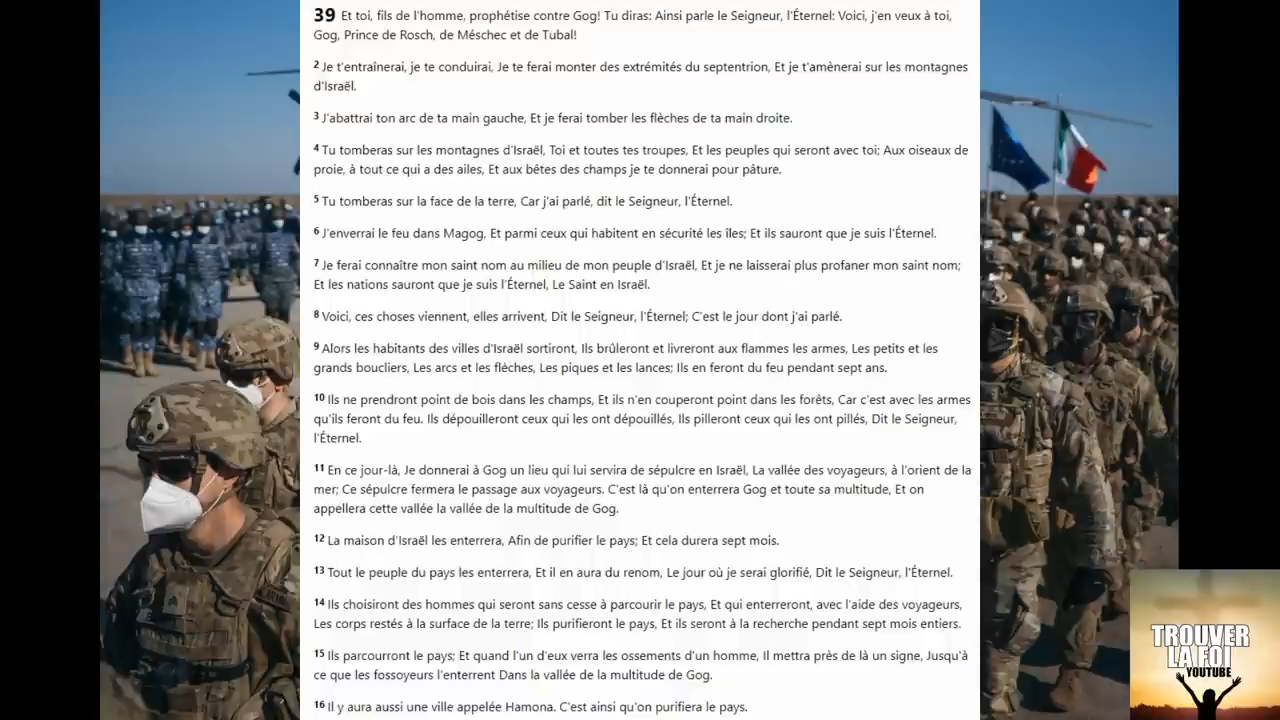 39 Et toi, fils de l'homme, prophétise contre Gog! Tu diras: Ainsi parle le Seigneur, l'Éternel: Voici, j'en veux à toi,
Gog, Prince de Rosch, de Méschec et de Tubal!
2 Je t'entraînerai, je te conduirai, Je te ferai monter des extrémités du septentrion, Et je t'amènerai sur les montagnes
d'Israël.
3 J'abattrai ton arc de ta main gauche, Et je ferai tomber les flèches de ta main droite.
4 Tu tomberas sur les montagnes d'Israël, Toi et toutes tes troupes, Et les peuples qui seront avec toi; Aux oiseaux de
proie, à tout ce qui a des ailes, Et aux bêtes des champs je te donnerai pour pâture.
5 Tu tomberas sur la face de la terre, Car j'ai parlé, dit le Seigneur, l'Éternel.
6 J'enverrai le feu dans Magog, Et parmi ceux qui habitent en sécurité les îles; Et ils sauront que je suis l'Éternel.
7 Je ferai connaître mon saint nom au milieu de mon peuple d'Israël, Et je ne laisserai plus profaner mon saint nom;
Et les nations sauront que je suis l'Éternel, Le Saint en Israël.
8 Voici, ces choses viennent, elles arrivent, Dit le Seigneur, l'Éternel; C'est le jour dont j'ai parlé.
9 Alors les habitants des villes d'Israël sortiront, Ils brûleront et livreront aux flammes les armes, Les petits et les
grands boucliers, Les arcs et les flèches, Les piques et les lances; Ils en feront du feu pendant sept ans.
10 Ils ne prendront point de bois dans les champs, Et ils n'en couperont point dans les forêts, Car c'est avec les armes
qu'ils feront du feu. Ils dépouilleront ceux qui les ont dépouillés, Ils pilleront ceux qui les ont pillés, Dit le Seigneur,
l'Éternel.
11 En ce jour-là, Je donnerai à Gog un lieu qui lui servira de sépulcre en Israël, La vallée des voyageurs, à l'orient de la
mer; Ce sépulcre fermera le passage aux voyageurs. C'est là qu'on enterrera Gog et toute sa multitude, Et on
appellera cette vallée la vallée de la multitude de Gog.
12 La maison d'Israël les enterrera, Afin de purifier le pays; Et cela durera sept mois.
13 Tout le peuple du pays les enterrera, Et il en aura du renom, Le jour où je serai glorifié, Dit le Seigneur, l'Éternel.
14 Ils choisiront des hommes qui seront sans cesse à parcourir le pays, Et qui enterreront, avec l'aide des voyageurs,
Les corps restés à la surface de la terre; Ils purifieront le pays, Et ils seront à la recherche pendant sept mois entiers.
15 Ils parcourront le pays; Et quand l'un d'eux verra les ossements d'un homme, Il mettra près de là un signe, Jusqu'à
ce que les fossoyeurs l'enterrent Dans la vallée de la multitude de Gog.
16 Il y aura aussi une ville appelée Hamona. C'est ainsi qu'on purifiera le pays.
TROUVER
LA FOI
YOUTUBE